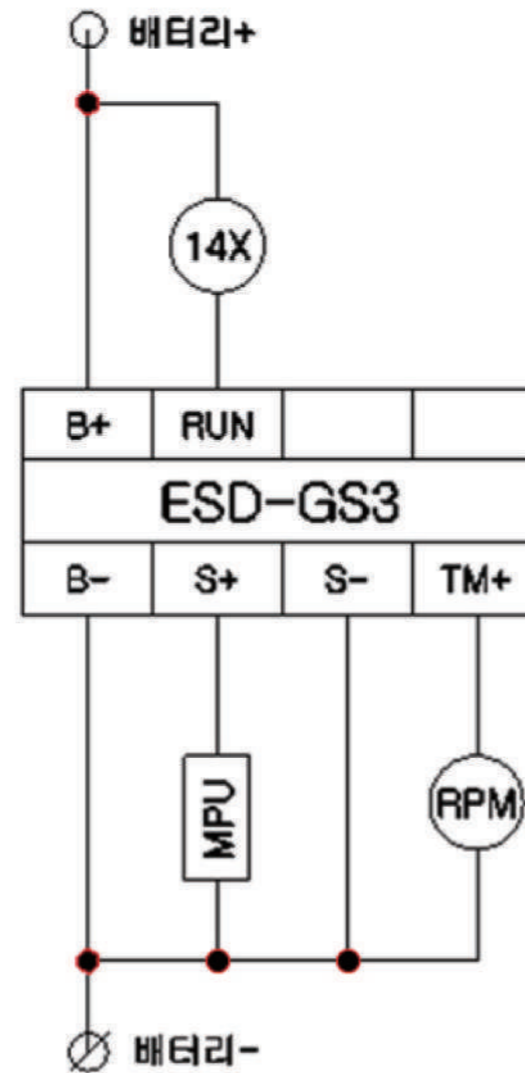 배터리+
14X
B+ RUN
ESD-GS3
B- S+ S- TM+
MPU
RPM
배터리-